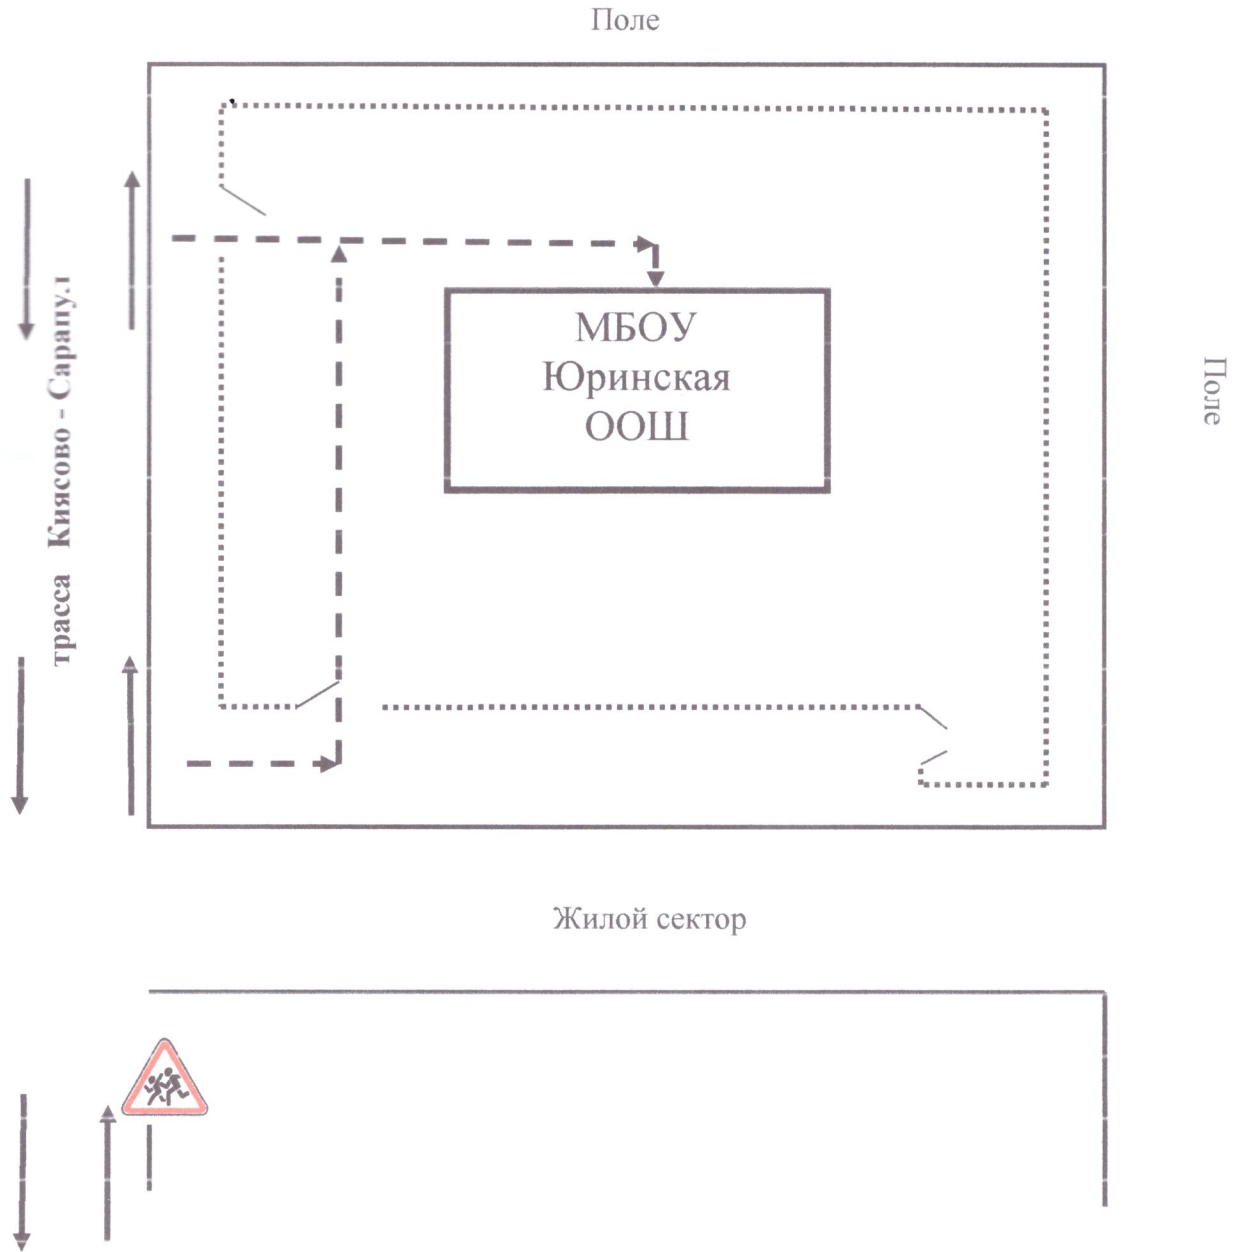 Поле
трасса Киясово - Сарапул
МБОУ
Юринская
ООШ
Поле
Жилой сектор